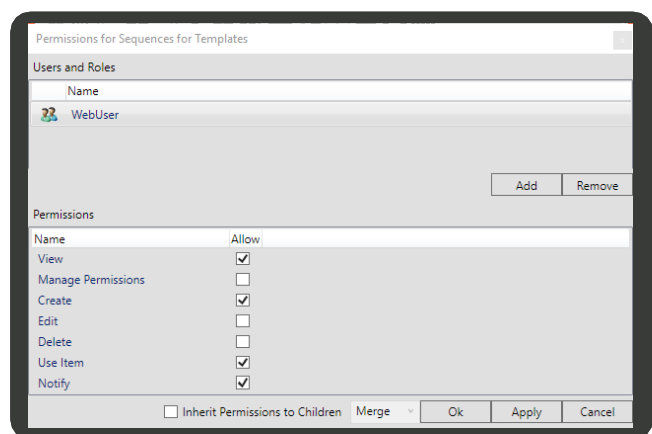 Permissions for Sequences for Templates
Users and Roles
Name
WebUser
Add Remove
Permissions
Name Allow
View
Manage Permissions
Create
Edit
Delete
Use Item
Notify
Inherit Permissions to Children Merge Ok Apply Cancel